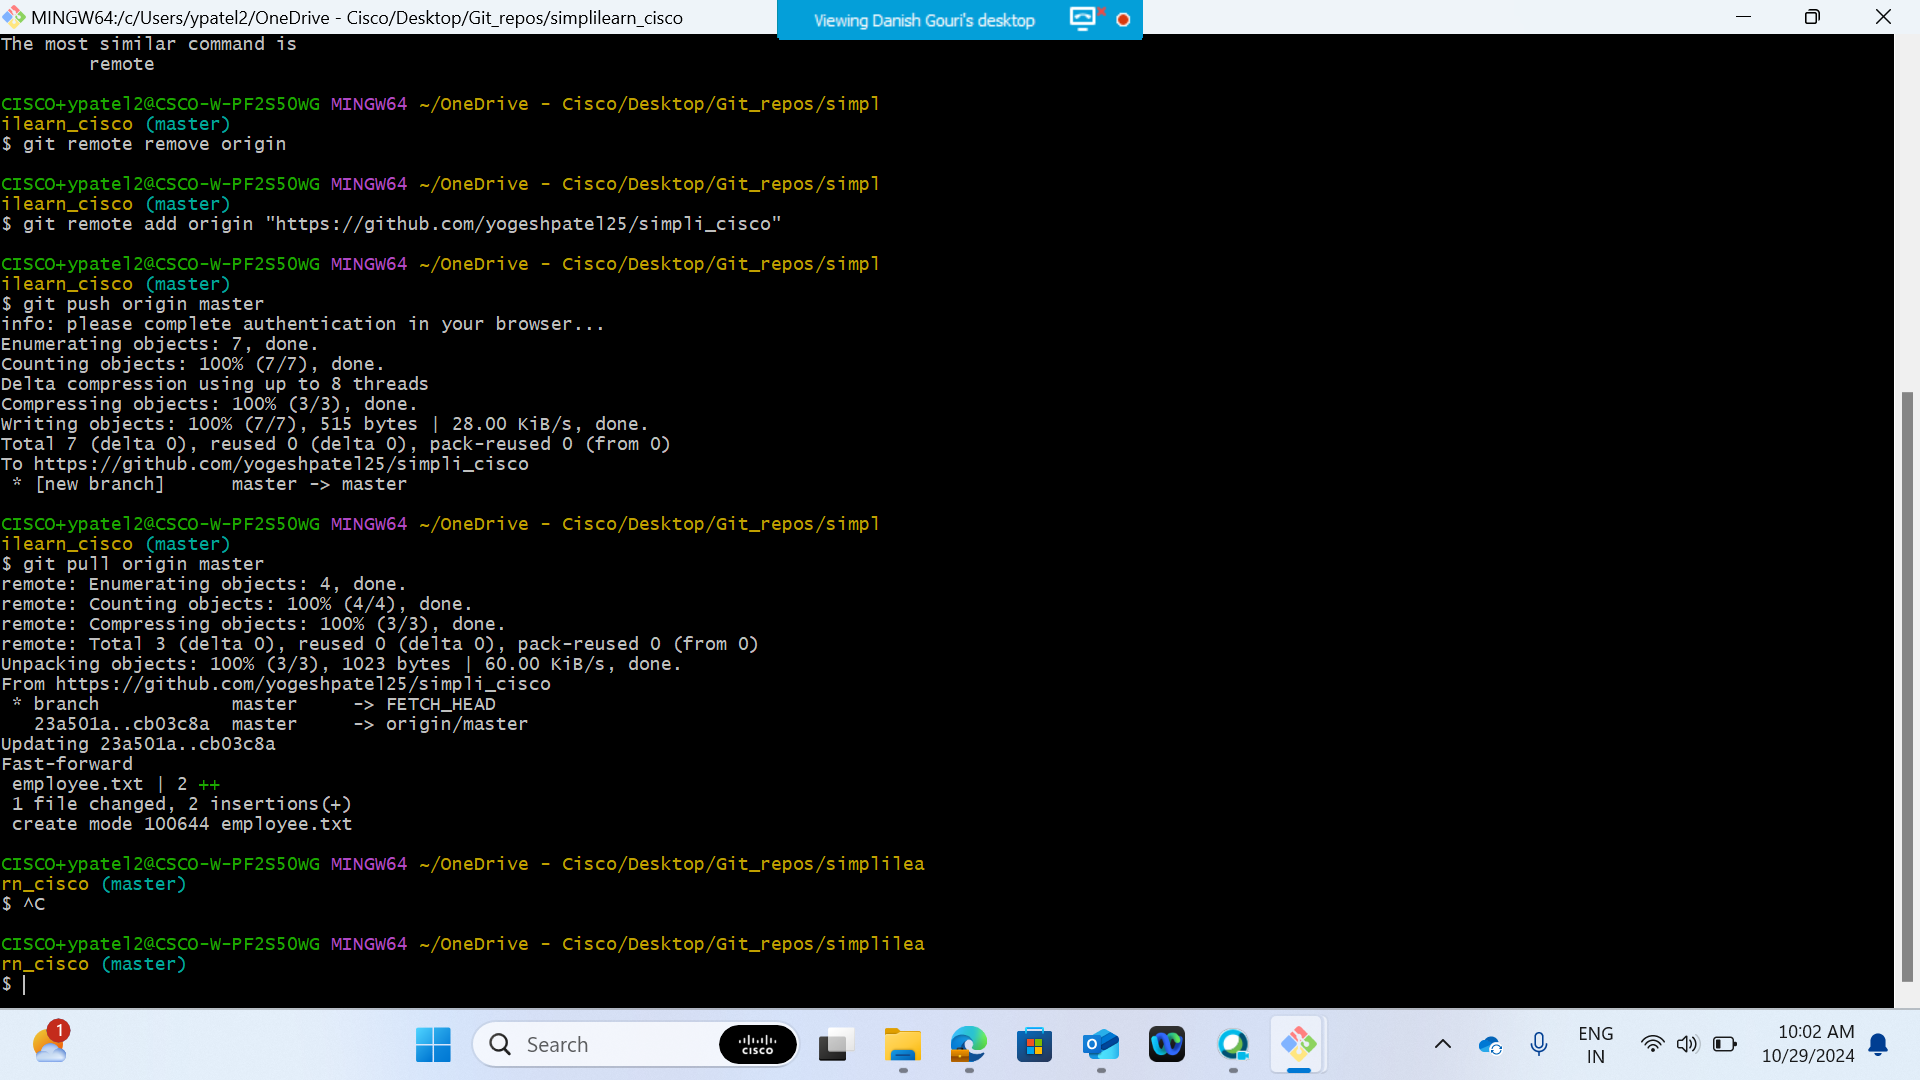 MINGW64:/c/Users/ypatel2/OneDrive - Cisco/Desktop/Git_repos/simplilearn_cisco
Viewing Danish Gouri's desktop
The most similar command is
remote
CISCO+ypatel2@CSCO-W-PF2S50WG MINGW64 ~/OneDrive - Cisco/Desktop/Git_repos/simpl
ilearn_cisco (master)
$ git remote remove origin
CISCO+ypatel2@CSCO-W-PF2S50WG MINGW64 ~/OneDrive - Cisco/Desktop/Git_repos/simpl
ilearn_cisco (master)
$ git remote add origin "https://github.com/yogeshpatel25/simpli_cisco"
CISCO+ypatel2@CSCO-W-PF2S50WG MINGW64 ~/OneDrive - Cisco/Desktop/Git_repos/simpl
ilearn_cisco (master)
$ git push origin master
info: please complete authentication in your browser...
Enumerating objects: 7, done.
Counting objects: 100% (7/7), done.
Delta compression using up to 8 threads
Compressing objects: 100% (3/3), done.
Writing objects: 100% (7/7), 515 bytes | 28.00 KiB/s, done.
Total 7 (delta 0), reused 0 (delta 0), pack-reused 0 (from 0)
To https://github.com/yogeshpatel25/simpli_cisco
* [new branch]      master -> master
CISCO+ypatel2@CSCO-W-PF2S50WG MINGW64 ~/OneDrive - Cisco/Desktop/Git_repos/simpl
ilearn_cisco (master)
$ git pull origin master
remote: Enumerating objects: 4, done.
remote: Counting objects: 100% (4/4), done.
remote: Compressing objects: 100% (3/3), done.
remote: Total 3 (delta 0), reused 0 (delta 0), pack-reused 0 (from 0)
Unpacking objects: 100% (3/3), 1023 bytes | 60.00 KiB/s, done.
From https://github.com/yogeshpatel25/simpli_cisco
* branch            master     -> FETCH_HEAD
23a501a..cb03c8a  master     -> origin/master
Updating 23a501a..cb03c8a
Fast-forward
employee.txt | 2 ++
1 file changed, 2 insertions(+)
create mode 100644 employee.txt
CISCO+ypatel2@CSCO-W-PF2S50WG MINGW64 ~/OneDrive - Cisco/Desktop/Git_repos/simplilea
rn_cisco (master)
$ ^C
CISCO+ypatel2@CSCO-W-PF2S50WG MINGW64 ~/OneDrive - Cisco/Desktop/Git_repos/simplilea
rn_cisco (master)
$
1
Search
CISCO
ENG
IN
10:02 AM
10/29/2024